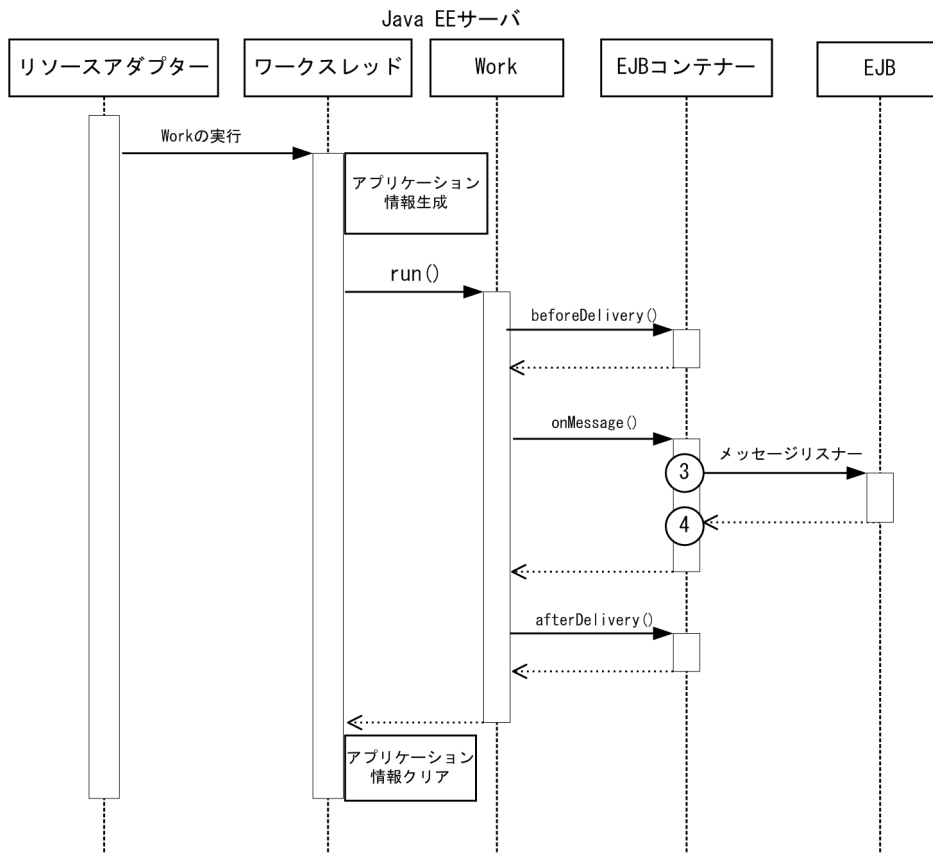 Java EEサーバ
リソースアダプター
ワークスレッド
Work
EJBコンテナー
EJB
Workの実行
アプリケーション
情報生成
run()
beforeDelivery()
onMessage()
メッセージリスナー
3
4
afterDelivery()
アプリケーション
情報クリア